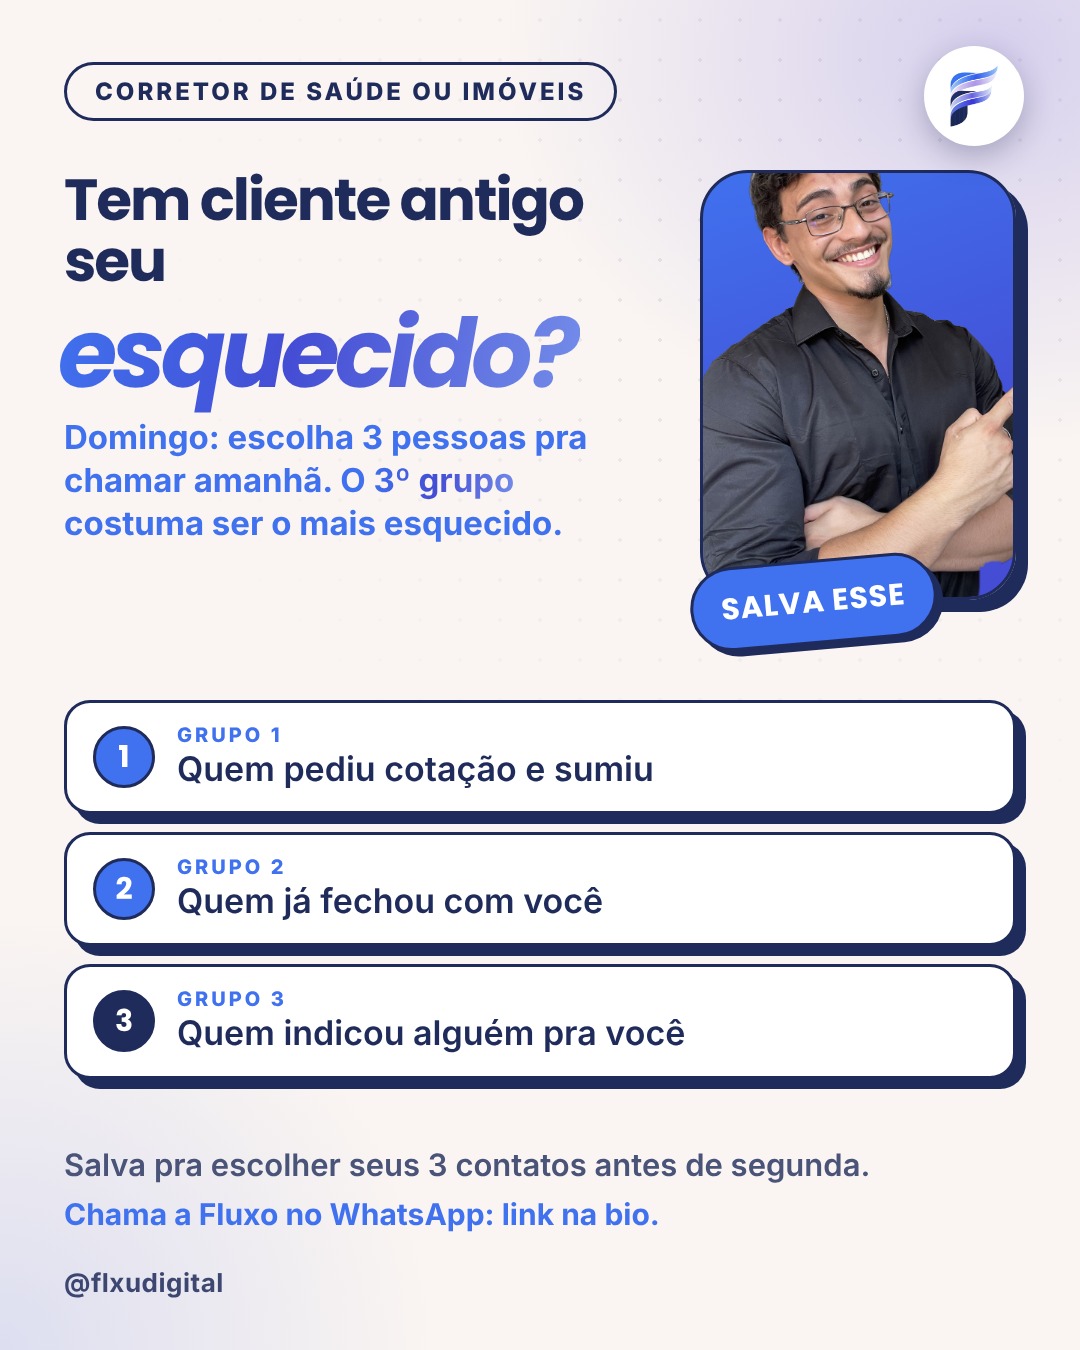 CORRETOR DE SAÚDE OU IMÓVEIS
Tem cliente antigo
seu
esquecido?
Domingo: escolha 3 pessoas pra
chamar amanhã. O 3º grupo
costuma ser o mais esquecido.
SALVA ESSE
1
GRUPO 1
Quem pediu cotação e sumiu
2
GRUPO 2
Quem já fechou com você
3
GRUPO 3
Quem indicou alguém pra você
Salva pra escolher seus 3 contatos antes de segunda.
Chama a Fluxo no WhatsApp: link na bio.
@flxudigital